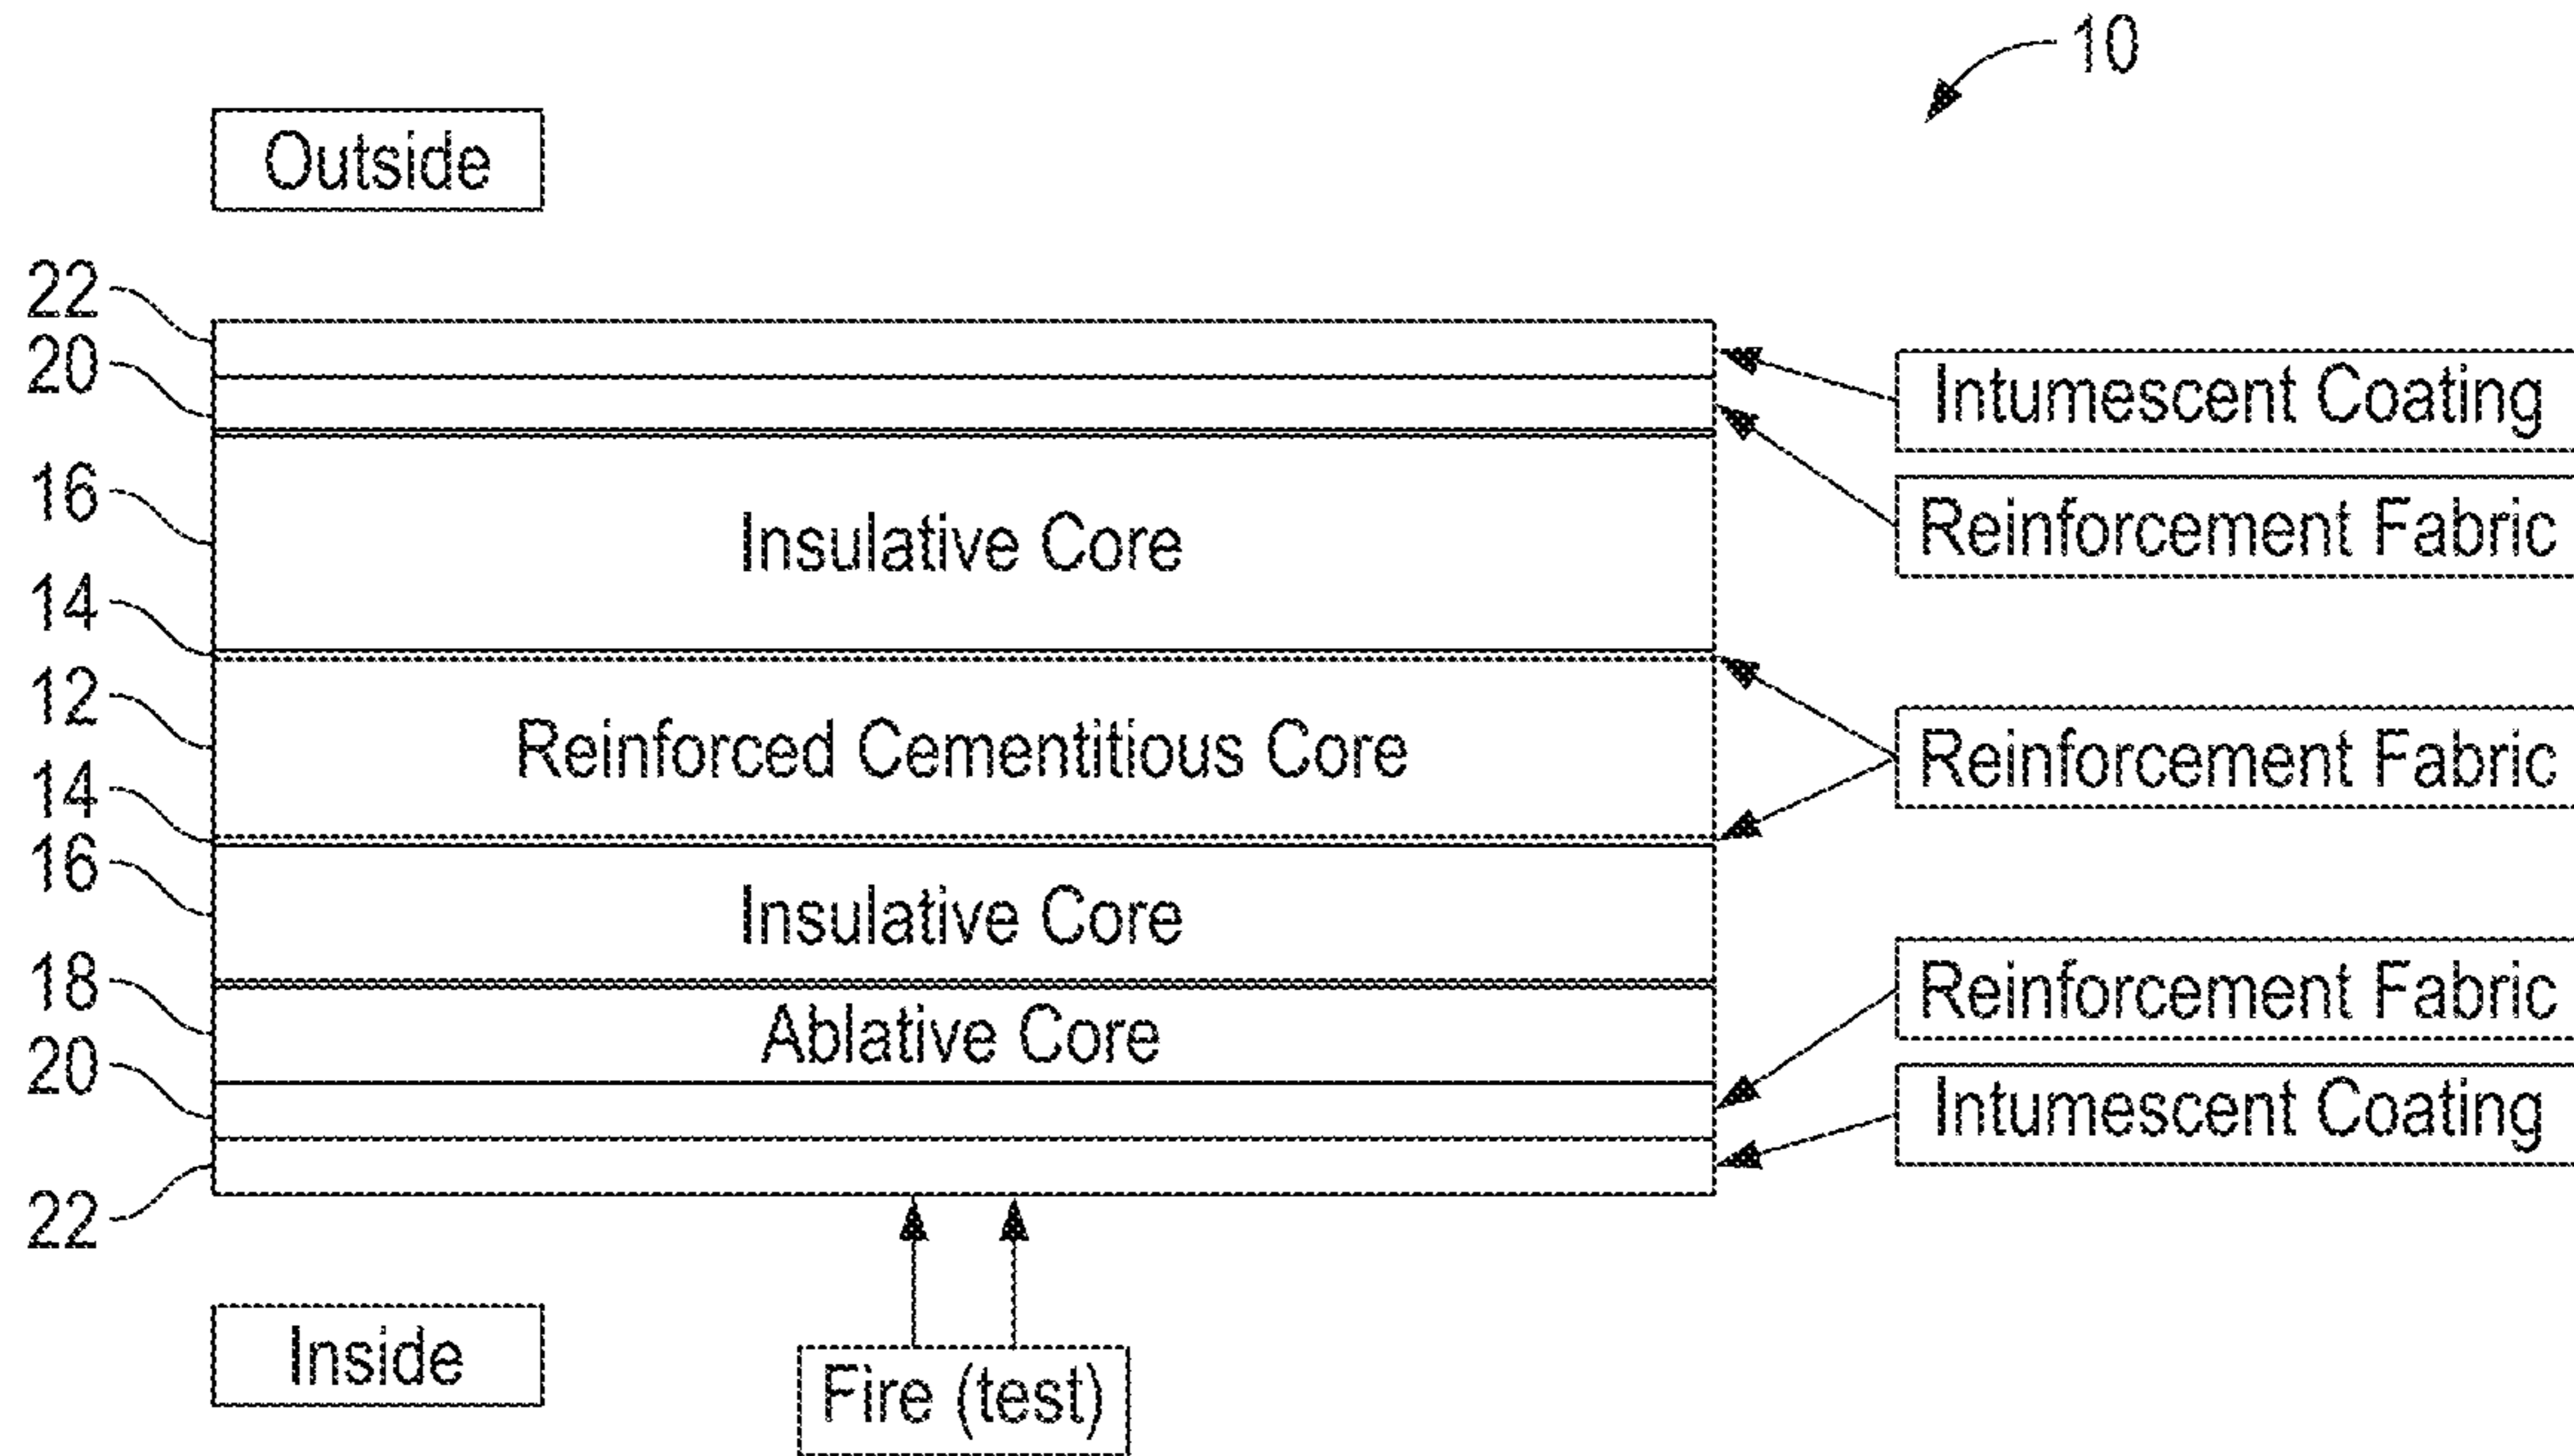 10
Outside
22
20
16
14
12
14
16
18
20
22
Insulative Core
Reinforced Cementitious Core
Insulative Core
Ablative Core
Intumescent Coating
Reinforcement Fabric
Reinforcement Fabric
Reinforcement Fabric
Intumescent Coating
Inside
Fire (test)